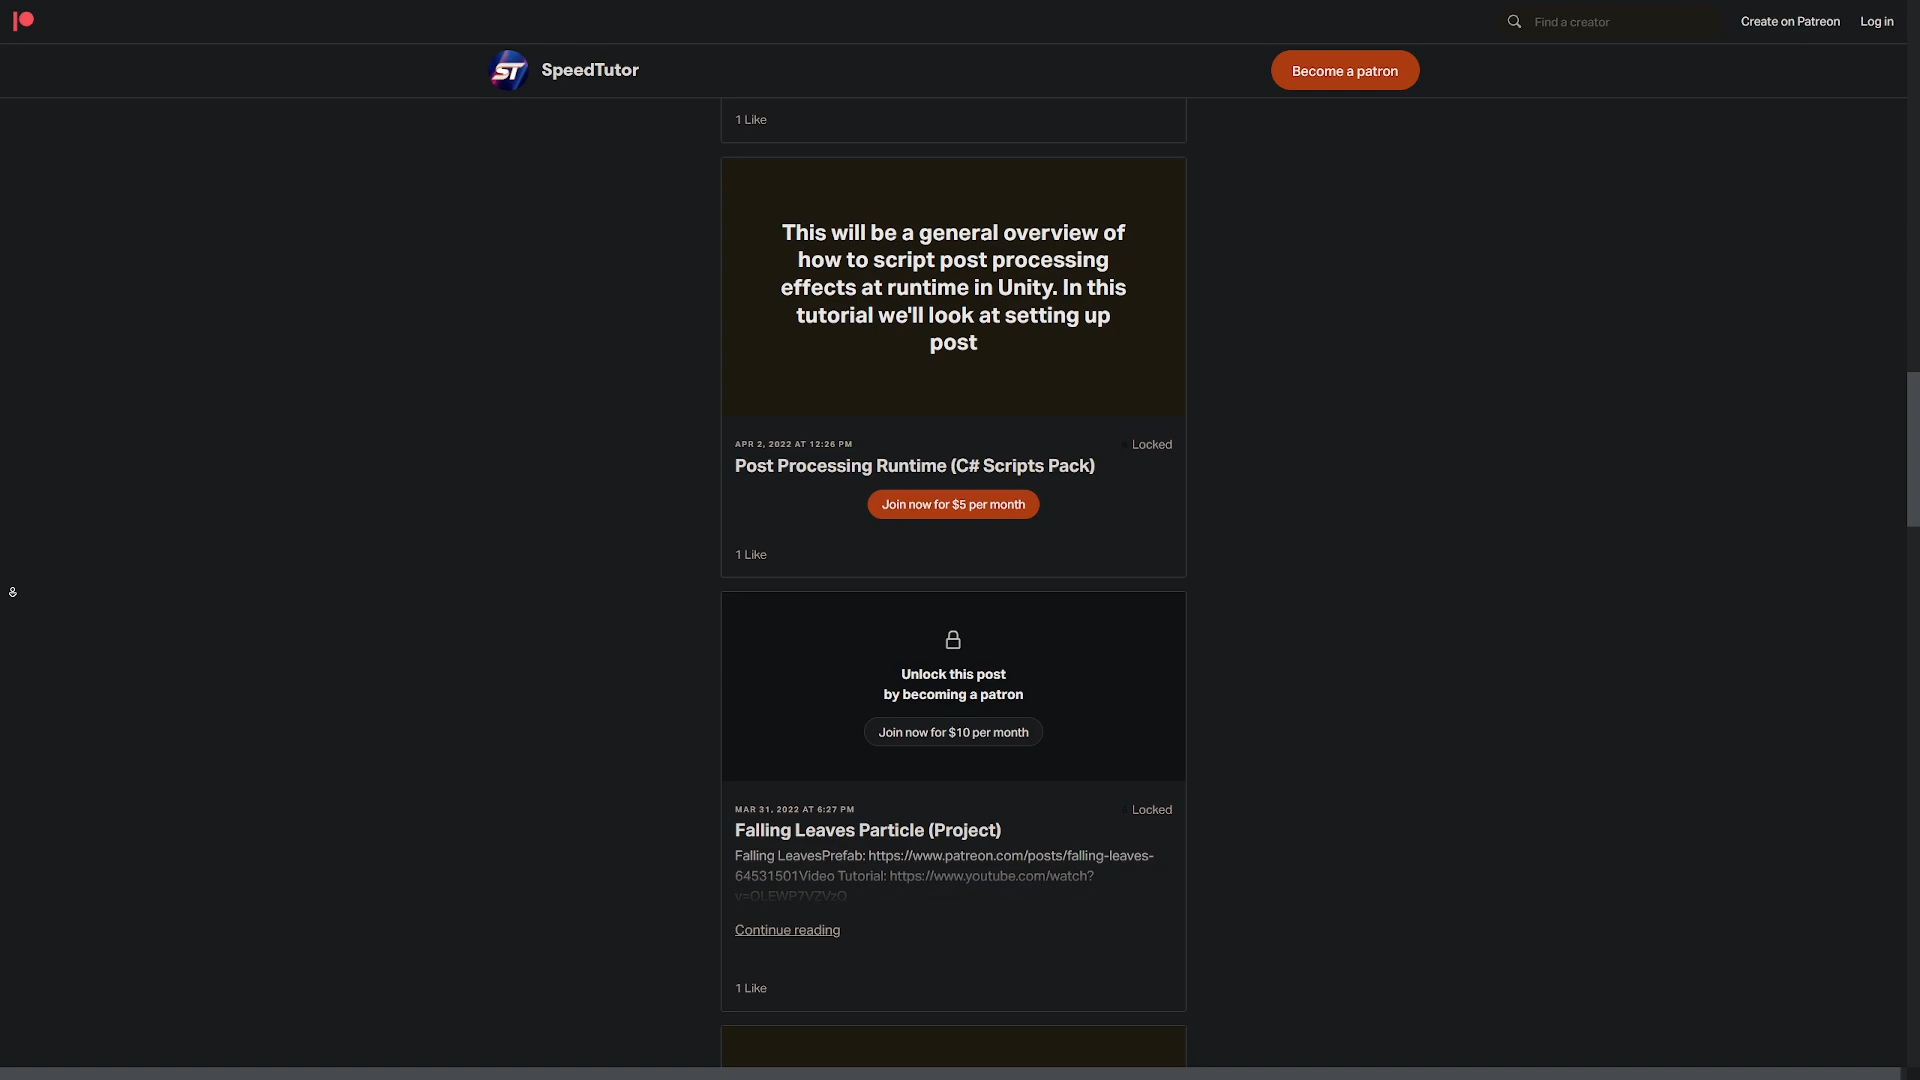 Find a creator
Create on Patreon
Log in
ST
SpeedTutor
Become a patron
1 Like
This will be a general overview of
how to script post processing
effects at runtime in Unity. In this
tutorial we'll look at setting up
post
APR 2, 2022 AT 12:26 PM
Locked
Post Processing Runtime (C# Scripts Pack)
Join now for $5 per month
1 Like
Unlock this post
by becoming a patron
Join now for $10 per month
MAR 31, 2022 AT 6:27 PM
Locked
Falling Leaves Particle (Project)
Falling LeavesPrefab: https://www.patreon.com/posts/falling-leaves-
64531501Video Tutorial: https://www.youtube.com/watch?
Continue reading
1 Like